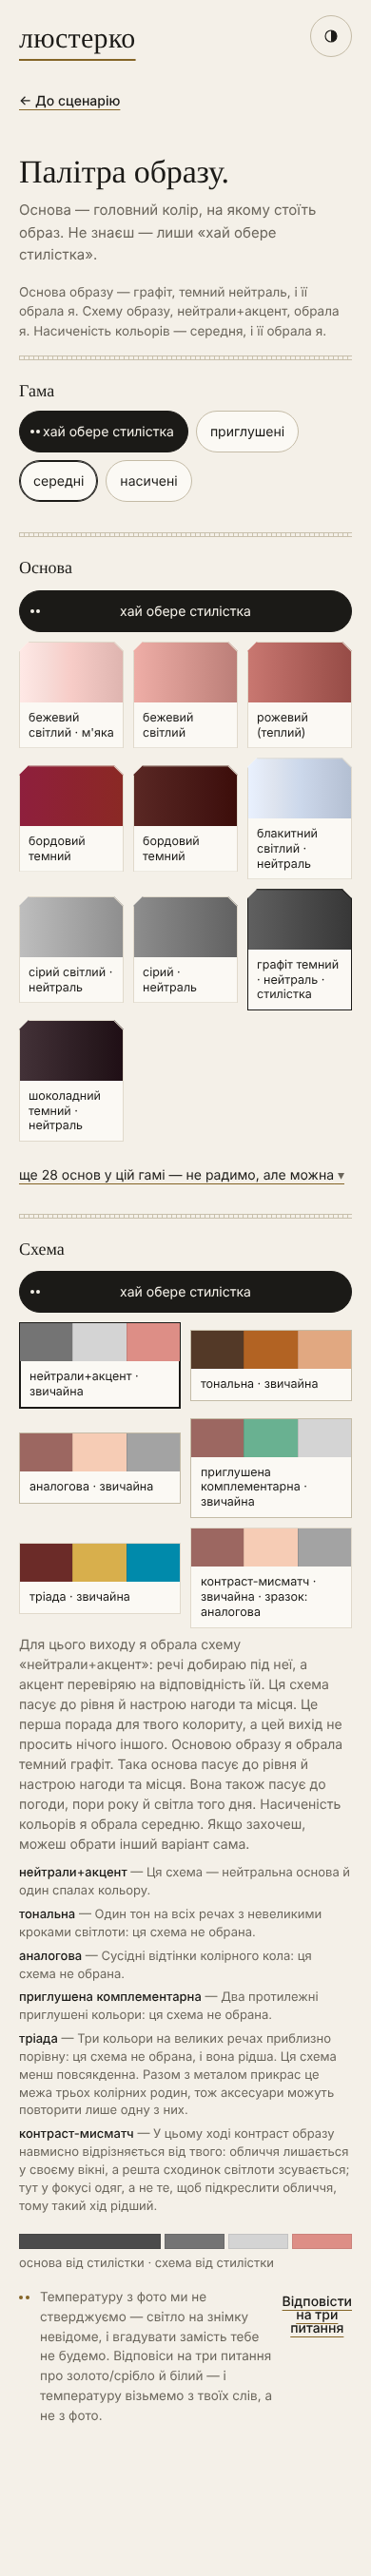 люстерко
← До сценарію
Палітра образу.
Основа — головний колір, на якому стоїть
образ. Не знаєш — лиши «хай обере
стилістка».
Основа образу — графіт, темний нейтраль, і її
обрала я. Схему образу, нейтрали+акцент, обрала
я. Насиченість кольорів — середня, і її обрала я.
Гама
хай обере стилістка
приглушені
середні
насичені
Основа
хай обере стилістка
бежевий
світлий · м'яка
бежевий
світлий
рожевий
(теплий)
бордовий
темний
бордовий
темний
блакитний
світлий ·
нейтраль
сірий світлий ·
нейтраль
сірий ·
нейтраль
графіт темний
· нейтраль ·
стилістка
шоколадний
темний ·
нейтраль
ще 28 основ у цій гамі — не радимо, але можна ▾
Схема
хай обере стилістка
нейтрали+акцент ·
звичайна
тональна · звичайна
аналогова · звичайна
приглушена
комплементарна ·
звичайна
тріада · звичайна
контраст-мисматч ·
звичайна · зразок:
аналогова
Для цього виходу я обрала схему
«нейтрали+акцент»: речі добираю під неї, а
акцент перевіряю на відповідність їй. Ця схема
пасує до рівня й настрою нагоди та місця. Це
перша порада для твого колориту, а цей вихід не
просить нічого іншого. Основою образу я обрала
темний графіт. Така основа пасує до рівня й
настрою нагоди та місця. Вона також пасує до
погоди, пори року й світла того дня. Насиченість
кольорів я обрала середню. Якщо захочеш,
можеш обрати інший варіант сама.
нейтрали+акцент — Ця схема — нейтральна основа й
один спалах кольору.
тональна — Один тон на всіх речах з невеликими
кроками світлоти: ця схема не обрана.
аналогова — Сусідні відтінки колірного кола: ця
схема не обрана.
приглушена комплементарна — Два протилежні
приглушені кольори: ця схема не обрана.
тріада — Три кольори на великих речах приблизно
порівну: ця схема не обрана, і вона рідша. Ця схема
менш повсякденна. Разом з металом прикрас це
межа трьох колірних родин, тож аксесуари можуть
повторити лише одну з них.
контраст-мисматч — У цьому ході контраст образу
навмисно відрізняється від твого: обличчя лишається
у своєму вікні, а решта сходинок світлоти зсувається;
тут у фокусі одяг, а не те, щоб підкреслити обличчя,
тому такий хід рідший.
основа від стилістки · схема від стилістки
Температуру з фото ми не
стверджуємо — світло на знімку
невідоме, і вгадувати замість тебе
не будемо. Відповіси на три питання
про золото/срібло й білий — і
температуру візьмемо з твоїх слів, а
не з фото.
Відповісти
на три
питання